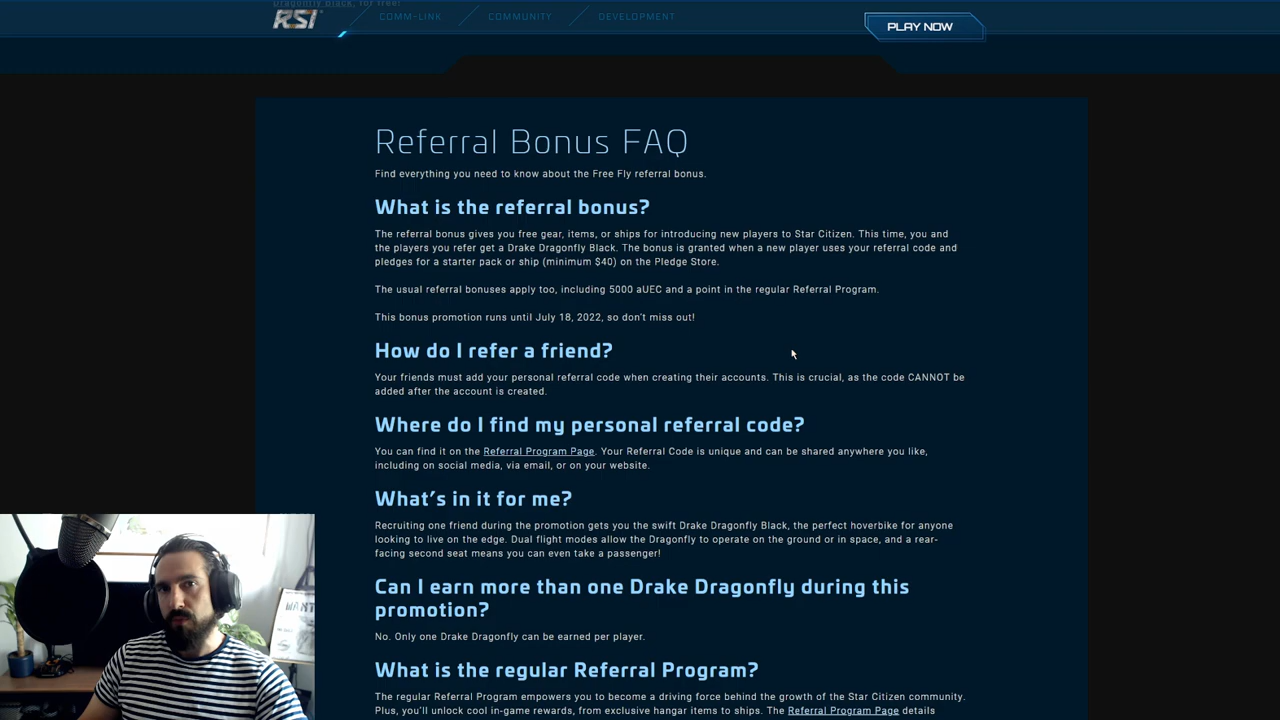 Dragonfly Black, for free!
RSI
COMM-LINK
COMMUNITY
DEVELOPMENT
PLAY NOW
Referral Bonus FAQ
Find everything you need to know about the Free Fly referral bonus.
What is the referral bonus?
The referral bonus gives you free gear, items, or ships for introducing new players to Star Citizen. This time, you and
the players you refer get a Drake Dragonfly Black. The bonus is granted when a new player uses your referral code and
pledges for a starter pack or ship (minimum $40) on the Pledge Store.
The usual referral bonuses apply too, including 5000 aUEC and a point in the regular Referral Program.
This bonus promotion runs until July 18, 2022, so don't miss out!
How do I refer a friend?
Your friends must add your personal referral code when creating their accounts. This is crucial, as the code CANNOT be
added after the account is created.
Where do I find my personal referral code?
You can find it on the Referral Program Page. Your Referral Code is unique and can be shared anywhere you like,
including on social media, via email, or on your website.
What's in it for me?
Recruiting one friend during the promotion gets you the swift Drake Dragonfly Black, the perfect hoverbike for anyone
looking to live on the edge. Dual flight modes allow the Dragonfly to operate on the ground or in space, and a rear-
facing second seat means you can even take a passenger!
Can I earn more than one Drake Dragonfly during this
promotion?
No. Only one Drake Dragonfly can be earned per player.
What is the regular Referral Program?
The regular Referral Program empowers you to become a driving force behind the growth of the Star Citizen community.
Plus, you'll unlock cool in-game rewards, from exclusive hangar items to ships. The Referral Program Page details